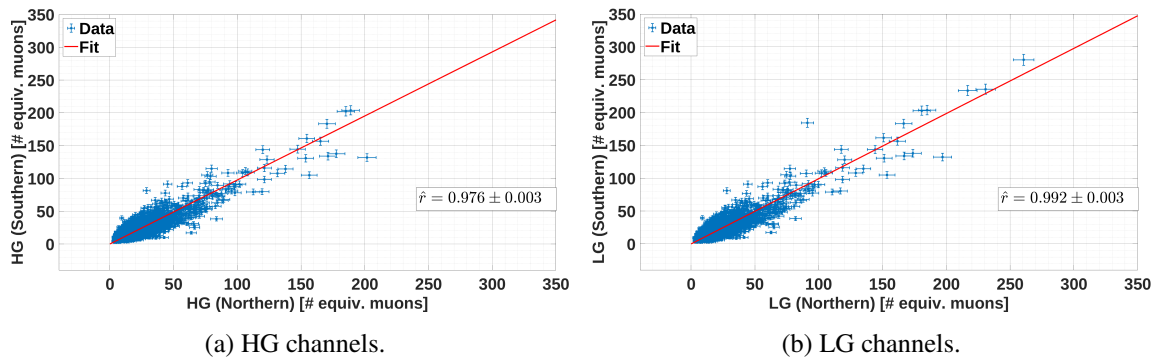 350
300
250
200
150
100
50
0
HG (Southern) [# equiv. muons]
Data
Fit
r̂ = 0.976 ± 0.003
0 50 100 150 200 250 300 350
HG (Northern) [# equiv. muons]
(a) HG channels.
350
300
250
200
150
100
50
0
LG (Southern) [# equiv. muons]
Data
Fit
r̂ = 0.992 ± 0.003
0 50 100 150 200 250 300 350
LG (Northern) [# equiv. muons]
(b) LG channels.